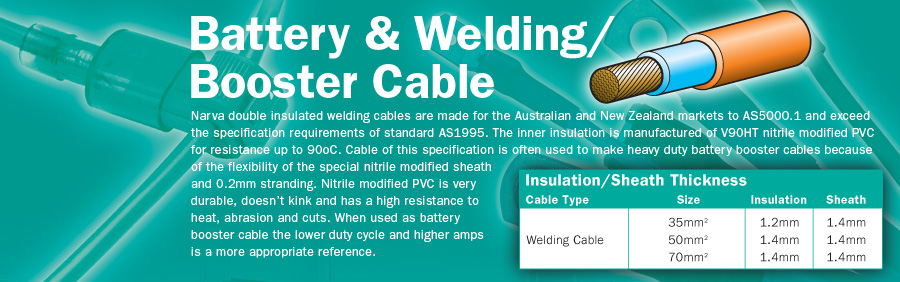 Battery & Welding/
Booster Cable
Narva double insulated welding cables are made for the Australian and New Zealand markets to AS5000.1 and exceed
the specification requirements of standard AS1995. The inner insulation is manufactured of V90HT nitrile modified PVC
for resistance up to 90oC. Cable of this specification is often used to make heavy duty battery booster cables because
of the flexibility of the special nitrile modified sheath
and 0.2mm stranding. Nitrile modified PVC is very
durable, doesn't kink and has a high resistance to
heat, abrasion and cuts. When used as battery
booster cable the lower duty cycle and higher amps
is a more appropriate reference.
Insulation/Sheath Thickness
Cable Type Size Insulation Sheath
35mm² 1.2mm 1.4mm
Welding Cable 50mm² 1.4mm 1.4mm
70mm² 1.4mm 1.4mm